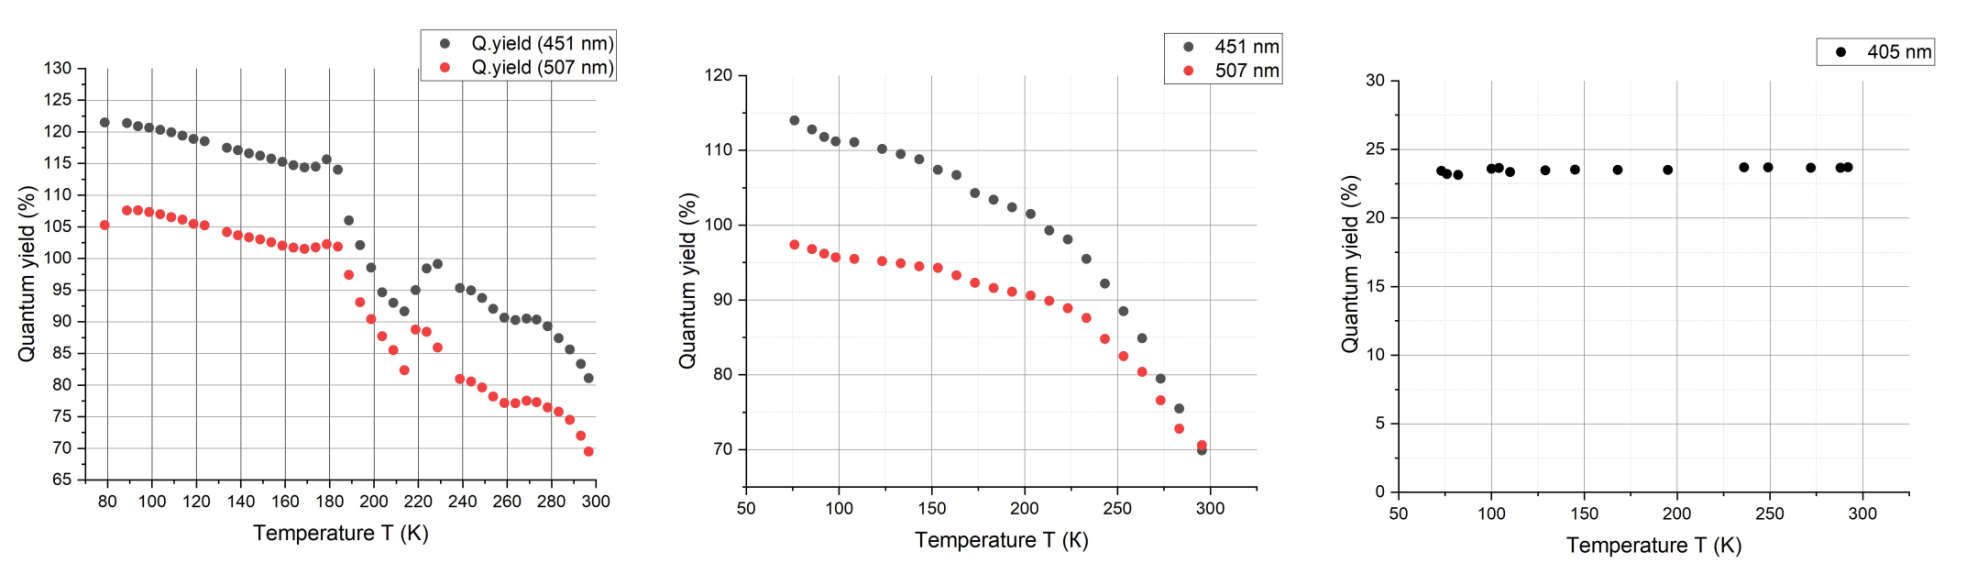 Q.yield (451 nm)
Q.yield (507 nm)
130
125
120
115
110
105
100
95
90
85
80
75
70
65
80 100 120 140 160 180 200 220 240 260 280 300
Quantum yield (%)
Temperature T (K)
451 nm
507 nm
120
110
100
90
80
70
50 100 150 200 250 300
Quantum yield (%)
Temperature T (K)
405 nm
30
25
20
15
10
5
0
50 100 150 200 250 300
Quantum yield (%)
Temperature T (K)